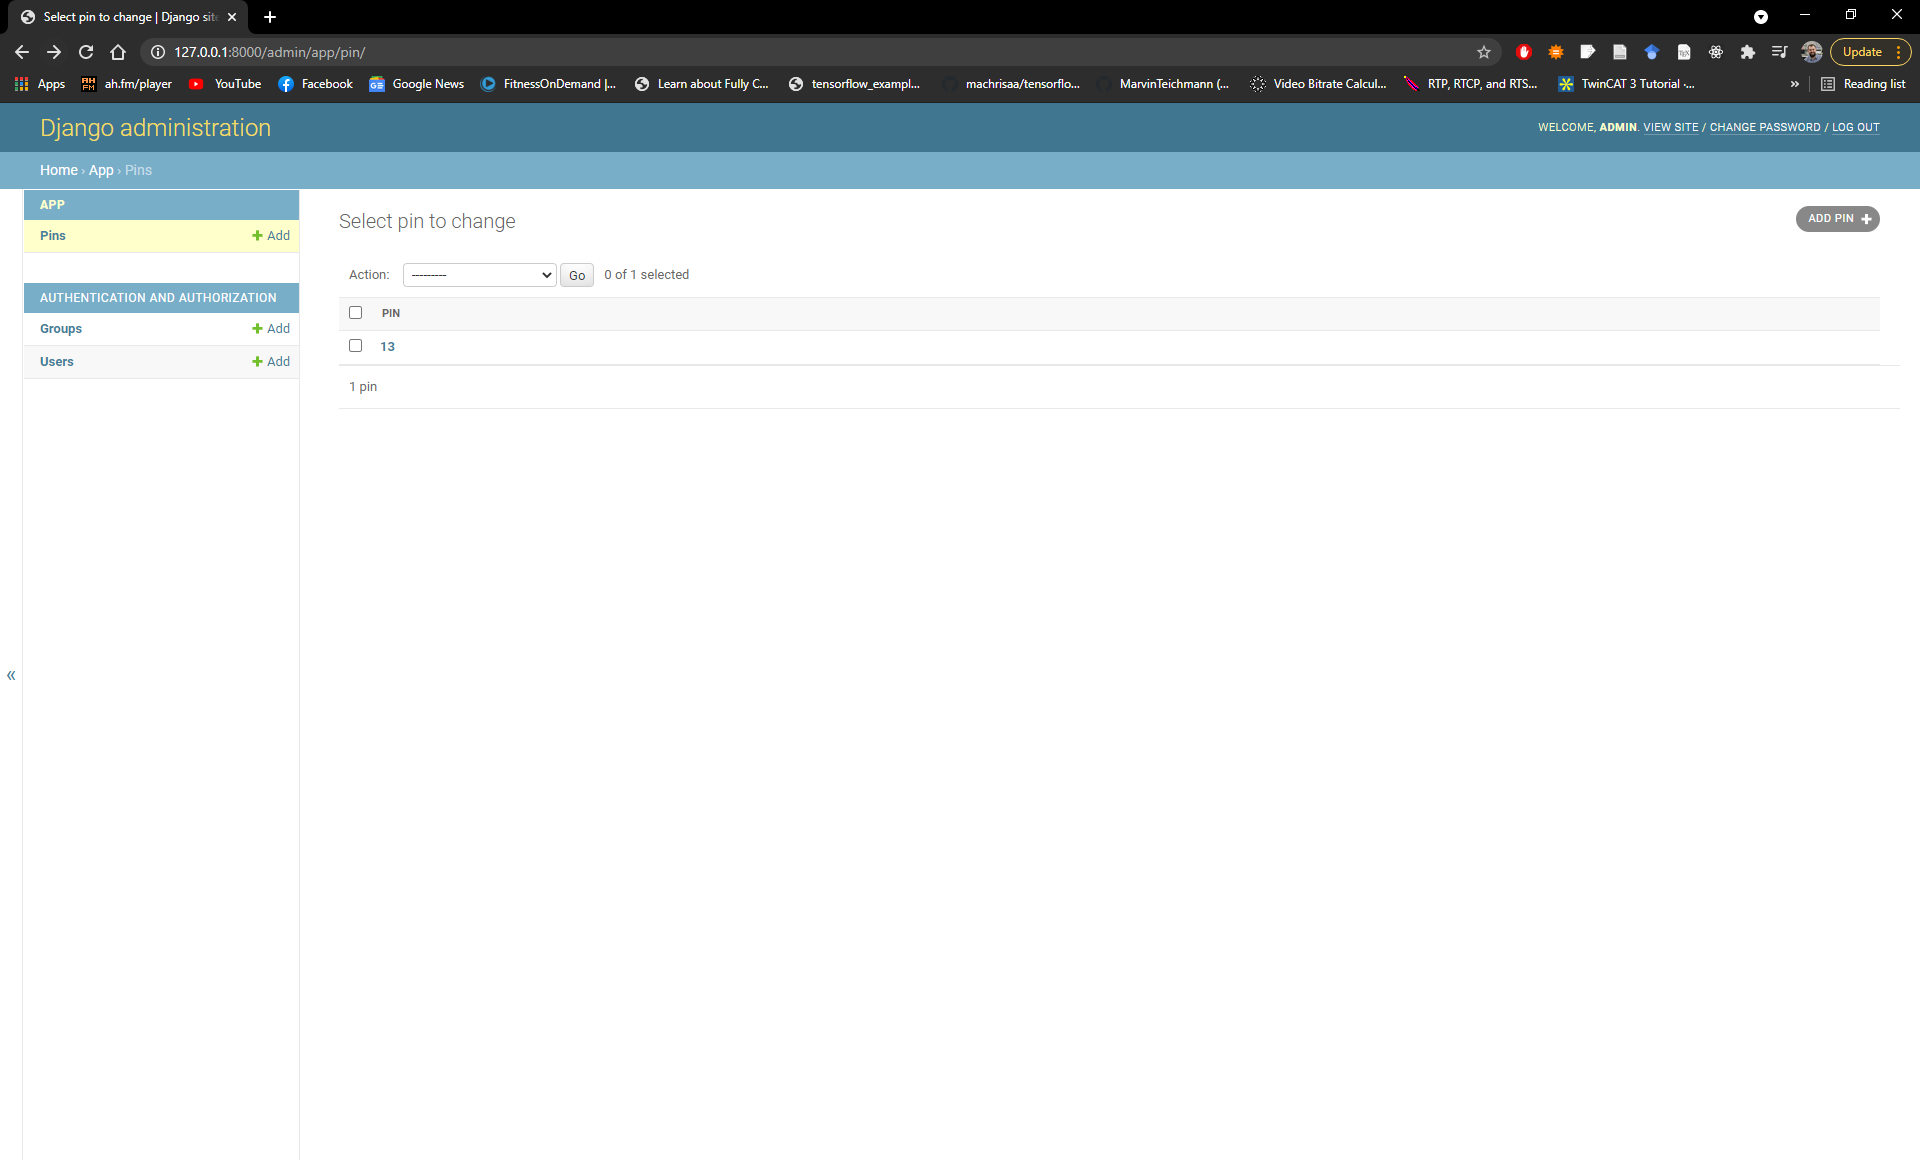 Select pin to change | Django site
127.0.0.1:8000/admin/app/pin/
Update
Apps
ah.fm/player
YouTube
Facebook
Google News
FitnessOnDemand |...
Learn about Fully C...
tensorflow_exampl...
machrisaa/tensorflo...
MarvinTeichmann (...
Video Bitrate Calcul...
RTP, RTCP, and RTS...
TwinCAT 3 Tutorial -...
»
Reading list
Django administration
WELCOME, ADMIN. VIEW SITE / CHANGE PASSWORD / LOG OUT
Home › App › Pins
APP
Pins
+ Add
AUTHENTICATION AND AUTHORIZATION
Groups
+ Add
Users
+ Add
«
Select pin to change
ADD PIN +
Action: --------- Go 0 of 1 selected
PIN
13
1 pin